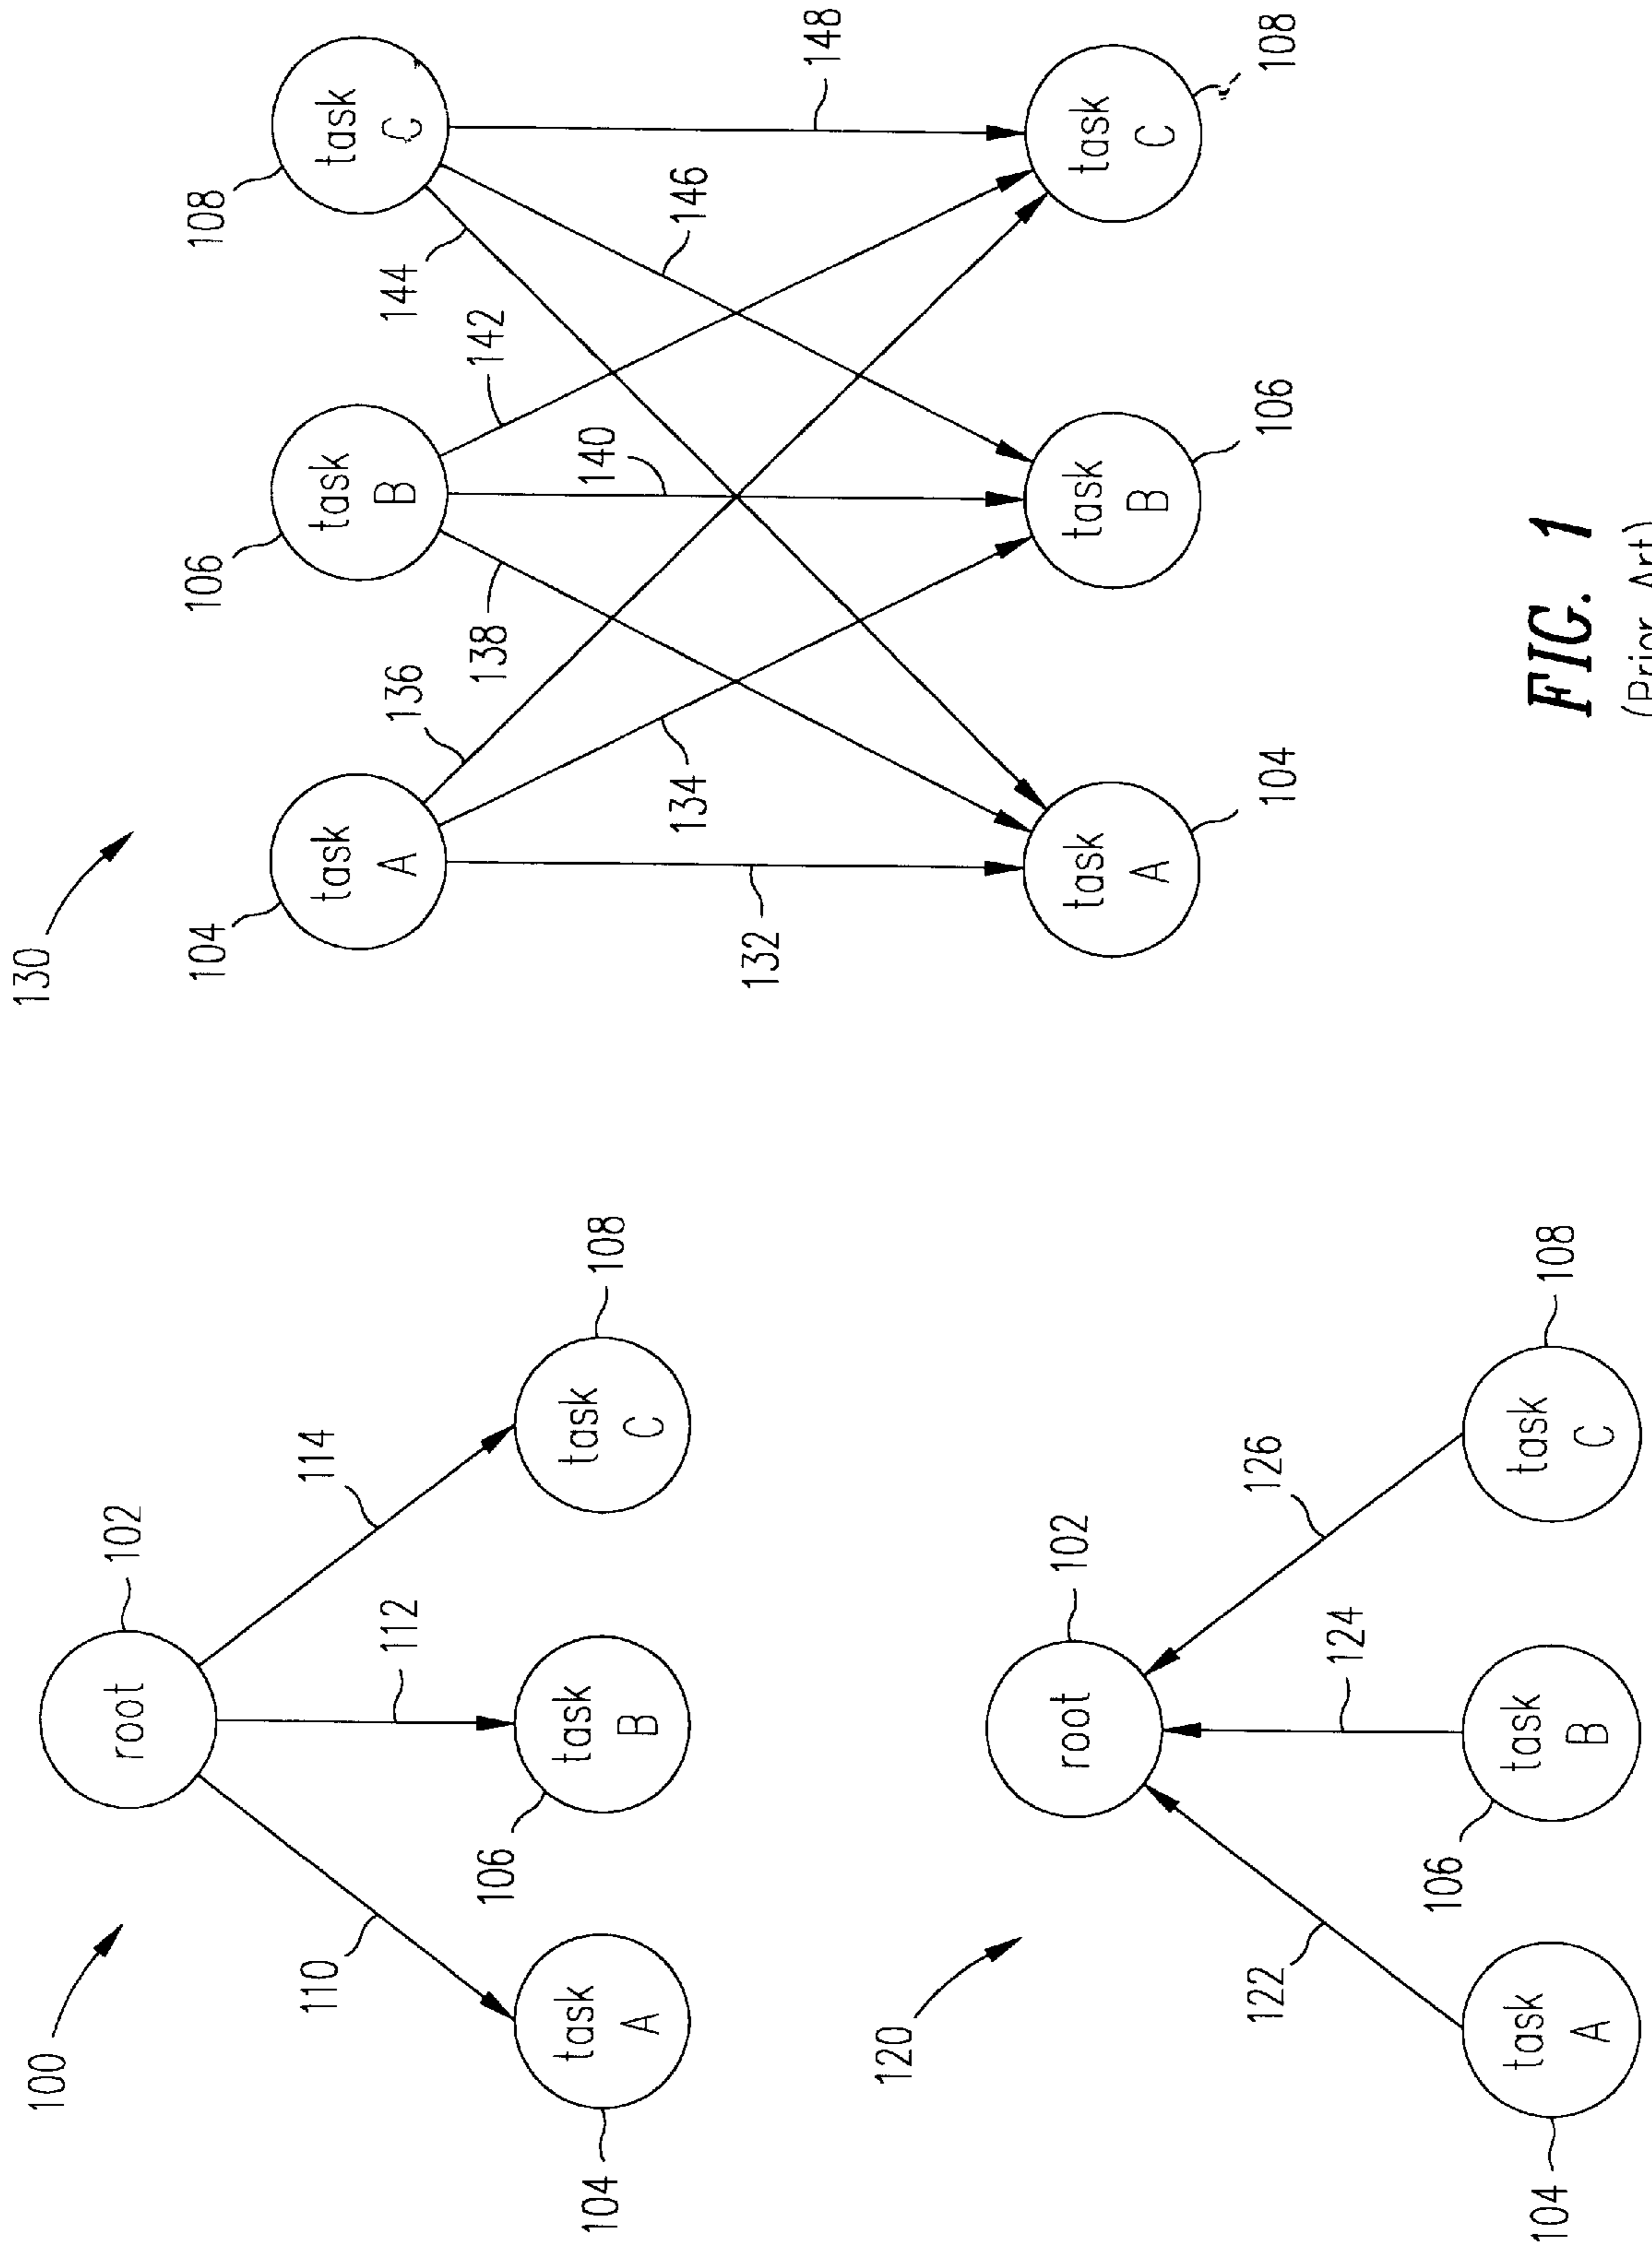 100
root
102
110
112
114
task
A
104
task
B
106
task
C
108
120
root
102
122
124
126
task
A
104
task
B
106
task
C
108
130
104
task
A
106
task
B
108
task
C
136
138
142
144
132
134
140
146
148
task
A
104
task
B
106
task
C
108
FIG. 1
(Prior Art)